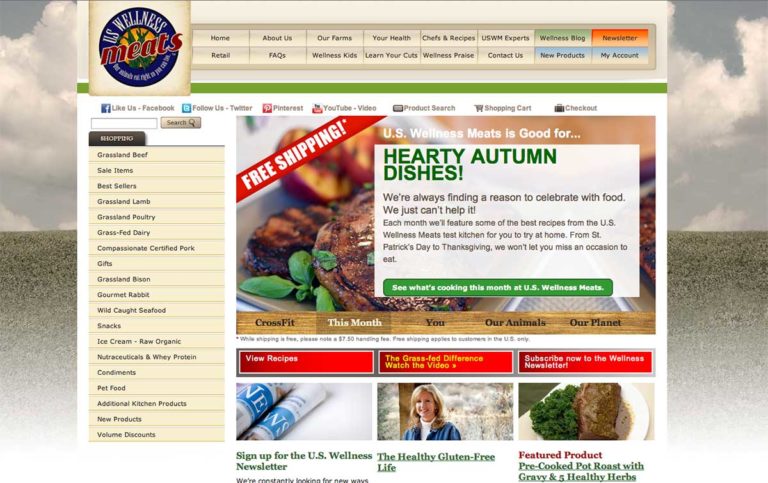 U.S. WELLNESS
meats
Our animals eat right so you can too
Home
About Us
Our Farms
Your Health
Chefs & Recipes
USWM Experts
Wellness Blog
Newsletter
Retail
FAQs
Wellness Kids
Learn Your Cuts
Wellness Praise
Contact Us
New Products
My Account
Like Us - Facebook
Follow Us - Twitter
Pinterest
YouTube - Video
Product Search
Shopping Cart
Checkout
Search
SHOPPING
Grassland Beef
Sale Items
Best Sellers
Grassland Lamb
Grassland Poultry
Grass-Fed Dairy
Compassionate Certified Pork
Gifts
Grassland Bison
Gourmet Rabbit
Wild Caught Seafood
Snacks
Ice Cream - Raw Organic
Nutraceuticals & Whey Protein
Condiments
Pet Food
Additional Kitchen Products
New Products
Volume Discounts
FREE SHIPPING!*
U.S. Wellness Meats is Good for...
HEARTY AUTUMN
DISHES!
We're always finding a reason to celebrate with food.
We just can't help it!
Each month we'll feature some of the best recipes from the U.S.
Wellness Meats test kitchen for you to try at home. From St.
Patrick's Day to Thanksgiving, we won't let you miss an occasion to
eat.
See what's cooking this month at U.S. Wellness Meats.
CrossFit
This Month
You
Our Animals
Our Planet
* While shipping is free, please note a $7.50 handling fee. Free shipping applies to customers in the U.S. only.
View Recipes
The Grass-fed Difference
Watch the Video »
Subscribe now to the Wellness
Newsletter!
NEWS
Sign up for the U.S. Wellness
Newsletter
We're constantly looking for new ways
The Healthy Gluten-Free
Life
Featured Product
Pre-Cooked Pot Roast with
Gravy & 5 Healthy Herbs